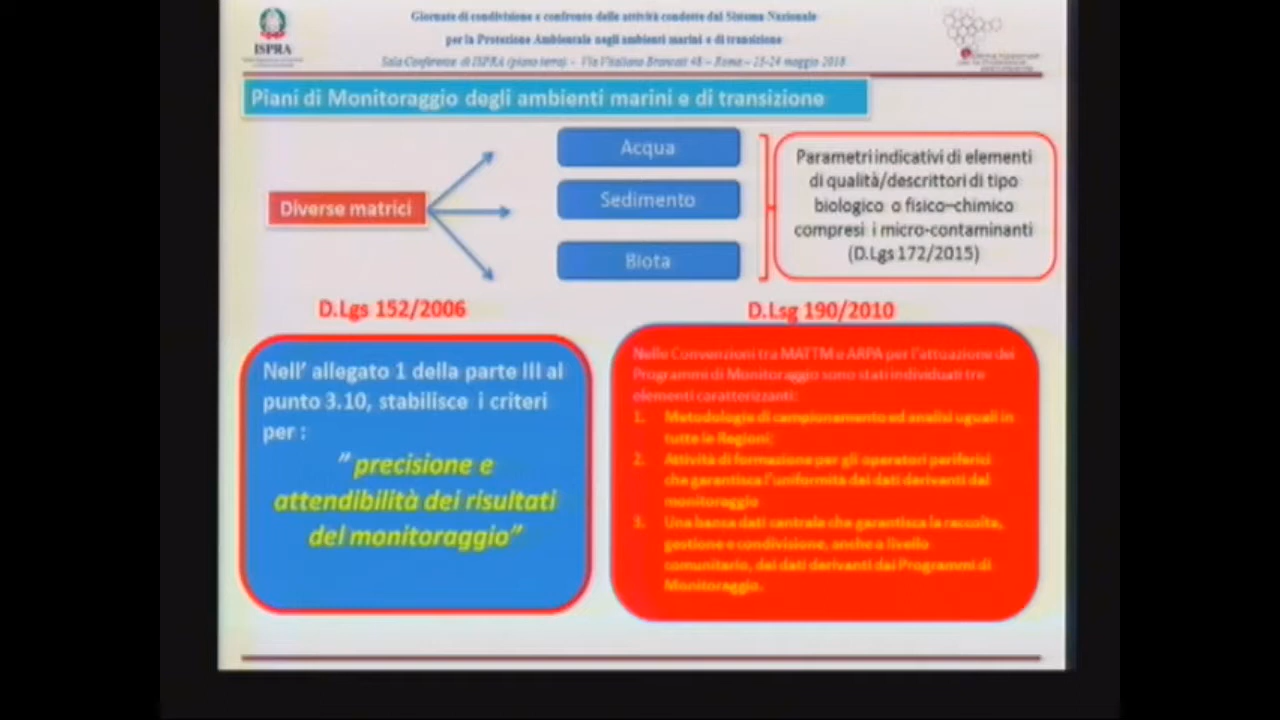 Giornate di condivisione e confronto delle attività condotte dal Sistema Nazionale
per la Protezione Ambientale negli ambienti marini e di transizione
Sala Conferenze di ISPRA (piano terra) - Via Vitaliano Brancati 48 - Roma - 23-24 maggio 2018
ISPRA
Piani di Monitoraggio degli ambienti marini e di transizione
Diverse matrici
Acqua
Sedimento
Biota
Parametri indicativi di elementi
di qualità/descrittori di tipo
biologico o fisico-chimico
compresi i micro-contaminanti
(D.Lgs 172/2015)
D.Lgs 152/2006
Nell' allegato 1 della parte III al
punto 3.10, stabilisce i criteri
per :
" precisione e
attendibilità dei risultati
del monitoraggio"
D.Lsg 190/2010
Nelle Convenzioni tra MATTM e ARPA per l'attuazione dei
Programmi di Monitoraggio sono stati individuati tre
elementi caratterizzanti:
1. Metodologie di campionamento ed analisi uguali in
tutte le Regioni;
2. Attività di formazione per gli operatori periferici
che garantisca l'uniformità dei dati derivanti dal
monitoraggio
3. Una banca dati centrale che garantisca la raccolta,
gestione e condivisione, anche a livello
comunitario, dei dati derivanti dai Programmi di
Monitoraggio.